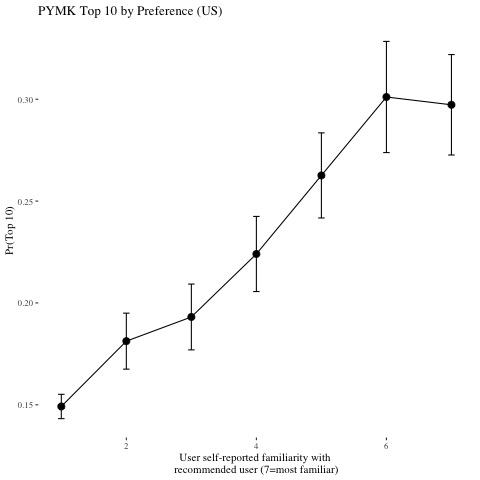 PYMK Top 10 by Preference (US)
0.30
0.25
0.20
0.15
Pr(Top 10)
2
4
6
User self-reported familiarity with
recommended user (7=most familiar)